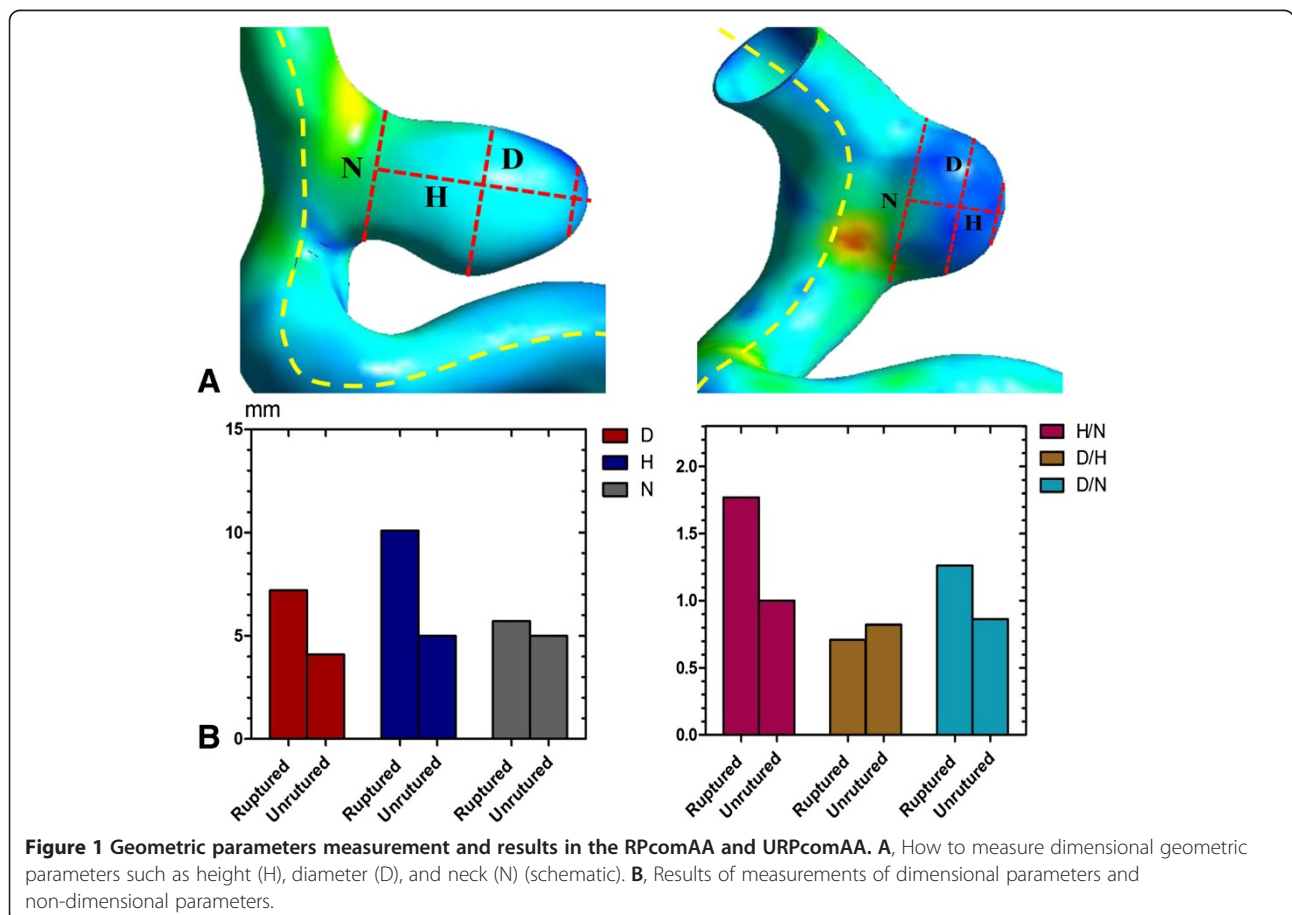 N
D
H
N
D
H
A
mm
15
10
5
0
D
H
N
2.0
1.5
1.0
0.5
0.0
H/N
D/H
D/N
B
Ruptured
Unrutured
Ruptured
Unrutured
Ruptured
Unrutured
Ruptured
Unrutured
Ruptured
Unrutured
Ruptured
Unrutured
Figure 1 Geometric parameters measurement and results in the RPcomAA and URPcomAA. A, How to measure dimensional geometric
parameters such as height (H), diameter (D), and neck (N) (schematic). B, Results of measurements of dimensional parameters and
non-dimensional parameters.